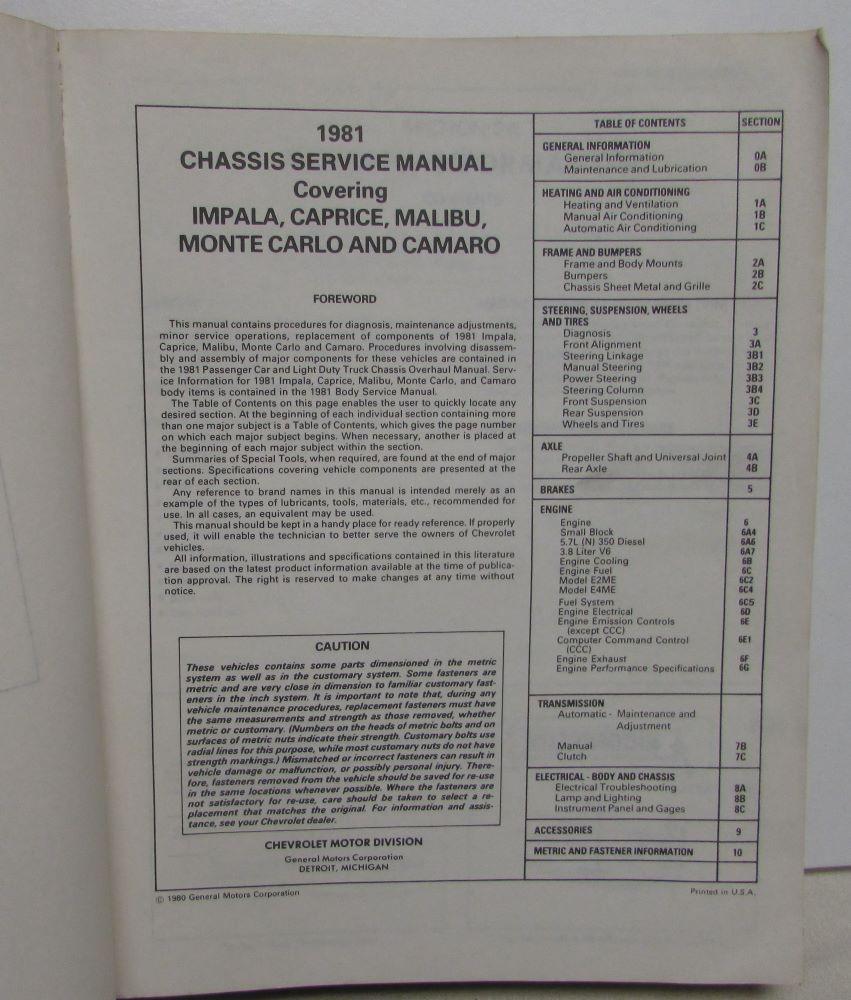 1981
CHASSIS SERVICE MANUAL
Covering
IMPALA, CAPRICE, MALIBU,
MONTE CARLO AND CAMARO
FOREWORD
This manual contains procedures for diagnosis, maintenance adjustments,
minor service operations, replacement of components of 1981 Impala,
Caprice, Malibu, Monte Carlo and Camaro. Procedures involving disassem-
bly and assembly of major components for these vehicles are contained in
the 1981 Passenger Car and Light Duty Truck Chassis Overhaul Manual. Serv-
ice Information for 1981 Impala, Caprice, Malibu, Monte Carlo, and Camaro
body items is contained in the 1981 Body Service Manual.
The Table of Contents on this page enables the user to quickly locate any
desired section. At the beginning of each individual section containing more
than one major subject is a Table of Contents, which gives the page number
on which each major subject begins. When necessary, another is placed at
the beginning of each major subject within the section.
Summaries of Special Tools, when required, are found at the end of major
sections. Specifications covering vehicle components are presented at the
rear of each section.
Any reference to brand names in this manual is intended merely as an
example of the types of lubricants, tools, materials, etc., recommended for
use. In all cases, an equivalent may be used.
This manual should be kept in a handy place for ready reference. If properly
used, it will enable the technician to better serve the owners of Chevrolet
vehicles.
All information, illustrations and specifications contained in this literature
are based on the latest product information available at the time of publica-
tion approval. The right is reserved to make changes at any time without
notice.
CAUTION
These vehicles contains some parts dimensioned in the metric
system as well as in the customary system. Some fasteners are
metric and are very close in dimension to familiar customary fast-
eners in the inch system. It is important to note that, during any
vehicle maintenance procedures, replacement fasteners must have
the same measurements and strength as those removed, whether
metric or customary. (Numbers on the heads of metric bolts and on
surfaces of metric nuts indicate their strength. Customary bolts use
radial lines for this purpose, while most customary nuts do not have
strength markings.) Mismatched or incorrect fasteners can result in
vehicle damage or malfunction, or possibly personal injury. There-
fore, fasteners removed from the vehicle should be saved for re-use
in the same locations whenever possible. Where the fasteners are
not satisfactory for re-use, care should be taken to select a re-
placement that matches the original. For information and assis-
tance, see your Chevrolet dealer.
CHEVROLET MOTOR DIVISION
General Motors Corporation
DETROIT, MICHIGAN
© 1980 General Motors Corporation
TABLE OF CONTENTS SECTION
GENERAL INFORMATION
General Information 0A
Maintenance and Lubrication 0B
HEATING AND AIR CONDITIONING
Heating and Ventilation 1A
Manual Air Conditioning 1B
Automatic Air Conditioning 1C
FRAME AND BUMPERS
Frame and Body Mounts 2A
Bumpers 2B
Chassis Sheet Metal and Grille 2C
STEERING, SUSPENSION, WHEELS
AND TIRES
Diagnosis 3
Front Alignment 3A
Steering Linkage 3B1
Manual Steering 3B2
Power Steering 3B3
Steering Column 3B4
Front Suspension 3C
Rear Suspension 3D
Wheels and Tires 3E
AXLE
Propeller Shaft and Universal Joint 4A
Rear Axle 4B
BRAKES 5
ENGINE
Engine 6
Small Block 6A4
5.7L (N) 350 Diesel 6A6
3.8 Liter V6 6A7
Engine Cooling 6B
Engine Fuel 6C
Model E2ME 6C2
Model E4ME 6C4
Fuel System 6C5
Engine Electrical 6D
Engine Emission Controls 6E
(except CCC)
Computer Command Control 6E1
(CCC)
Engine Exhaust 6F
Engine Performance Specifications 6G
TRANSMISSION
Automatic - Maintenance and
Adjustment
Manual 7B
Clutch 7C
ELECTRICAL - BODY AND CHASSIS
Electrical Troubleshooting 8A
Lamp and Lighting 8B
Instrument Panel and Gages 8C
ACCESSORIES 9
METRIC AND FASTENER INFORMATION 10
Printed in U.S.A.